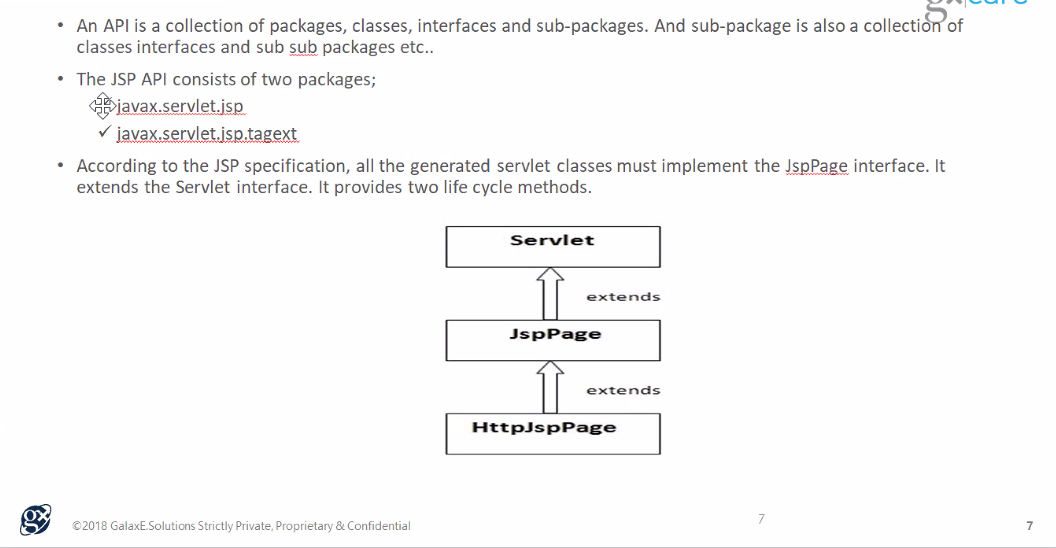 • An API is a collection of packages, classes, interfaces and sub-packages. And sub-package is also a collection of
classes interfaces and sub sub packages etc..
• The JSP API consists of two packages;
javax.servlet.jsp
✓ javax.servlet.jsp.tagext
• According to the JSP specification, all the generated servlet classes must implement the JspPage interface. It
extends the Servlet interface. It provides two life cycle methods.
Servlet
extends
JspPage
extends
HttpJspPage
gx
©2018 GalaxE.Solutions Strictly Private, Proprietary & Confidential
7
7